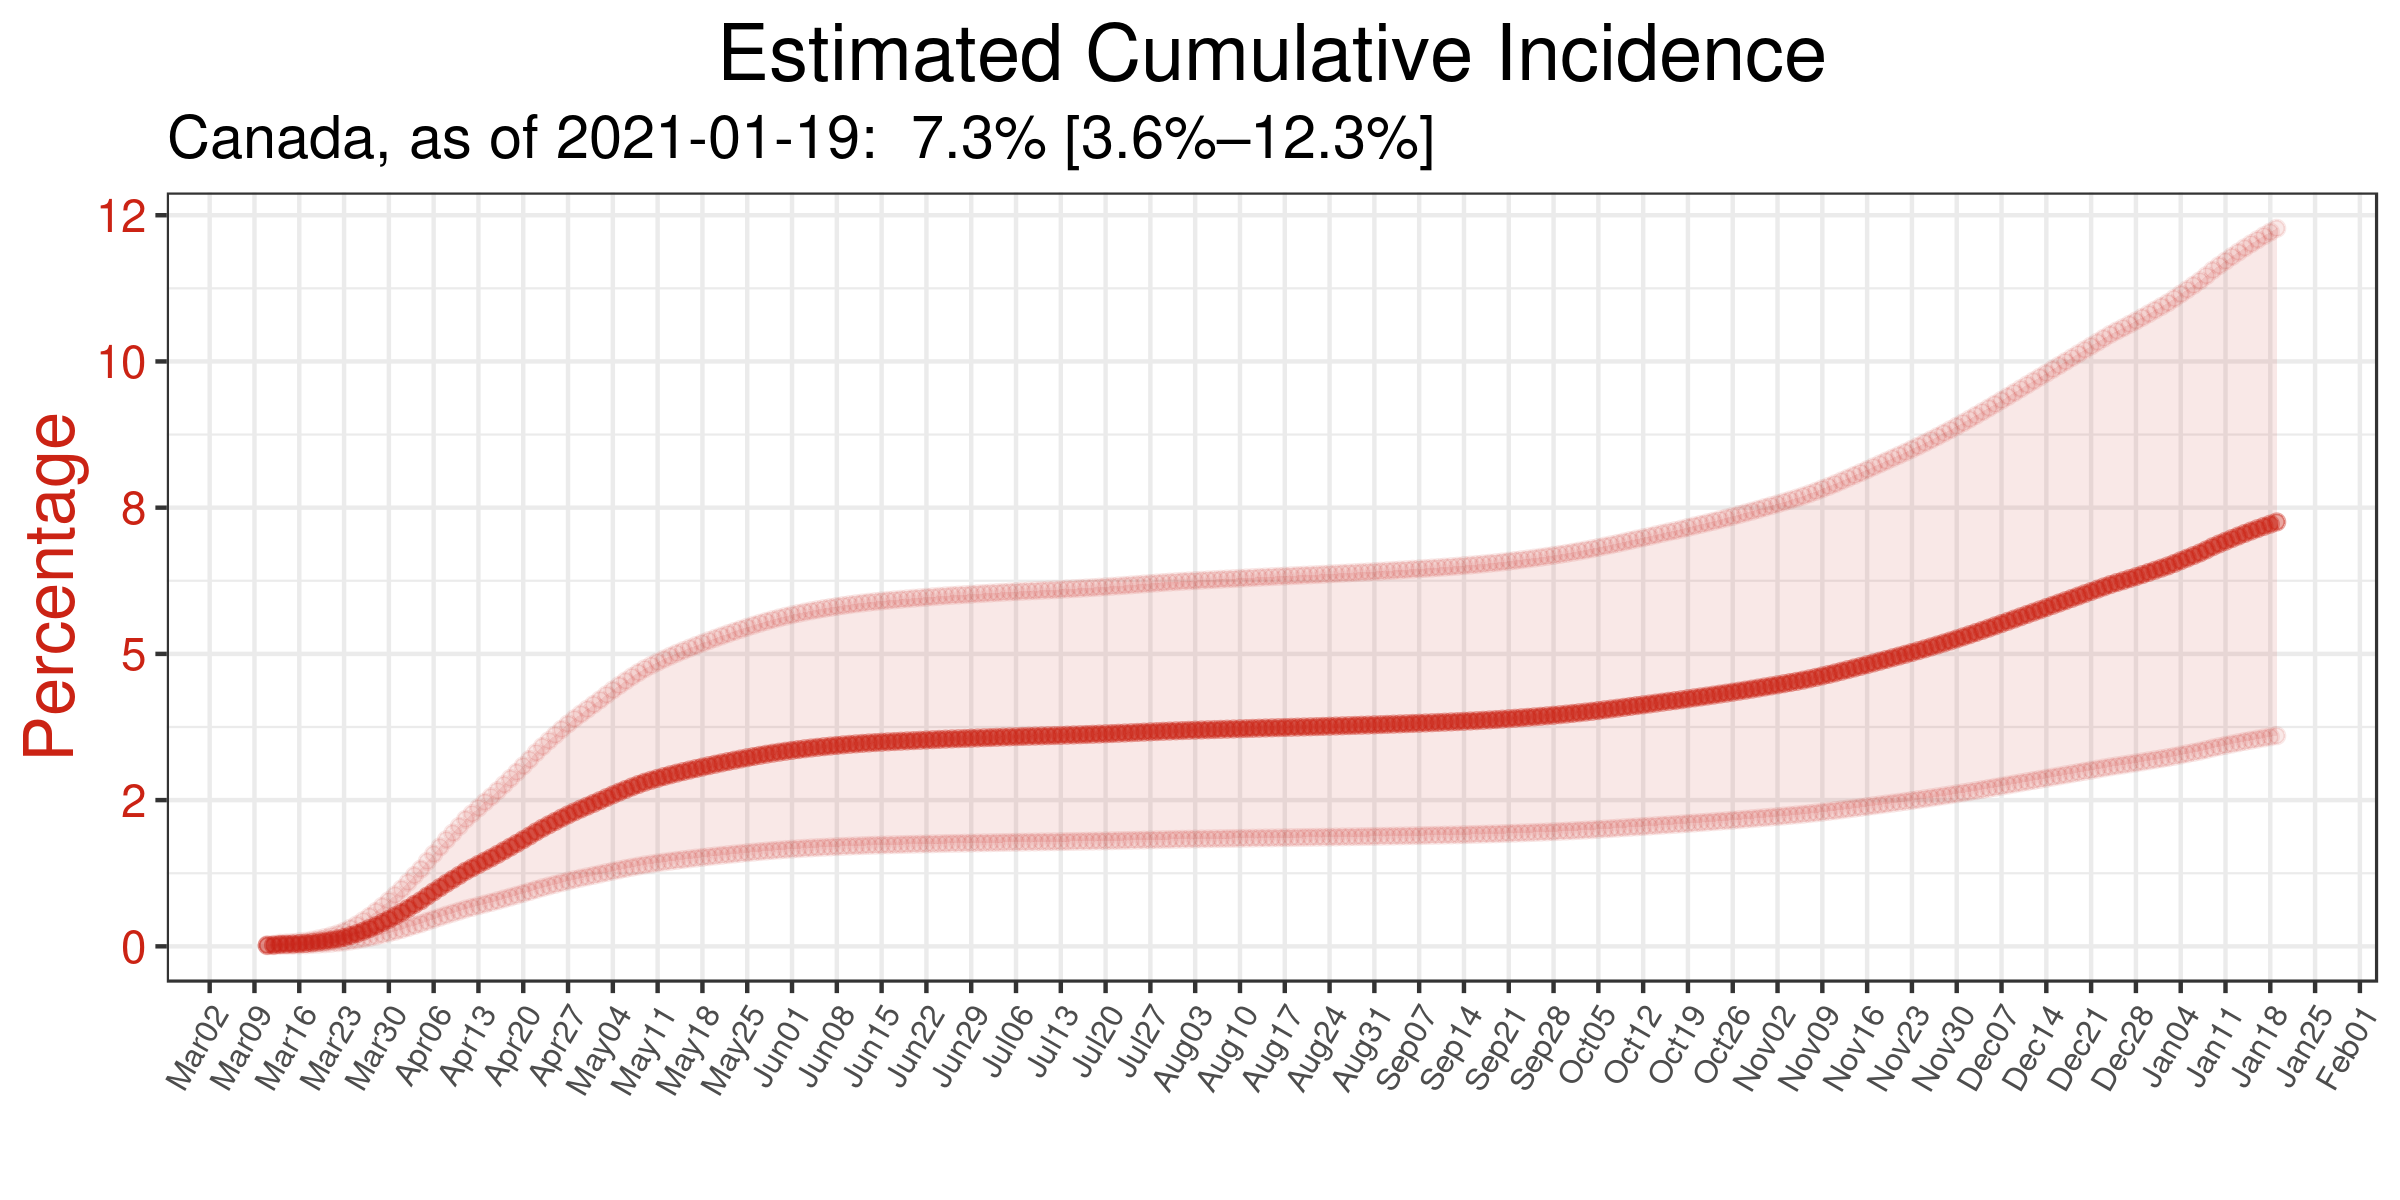 Estimated Cumulative Incidence
Canada, as of 2021-01-19:  7.3% [3.6%–12.3%]
Percentage
12
10
8
5
2
0
Mar02
Mar09
Mar16
Mar23
Mar30
Apr06
Apr13
Apr20
Apr27
May04
May11
May18
May25
Jun01
Jun08
Jun15
Jun22
Jun29
Jul06
Jul13
Jul20
Jul27
Aug03
Aug10
Aug17
Aug24
Aug31
Sep07
Sep14
Sep21
Sep28
Oct05
Oct12
Oct19
Oct26
Nov02
Nov09
Nov16
Nov23
Nov30
Dec07
Dec14
Dec21
Dec28
Jan04
Jan11
Jan18
Jan25
Feb01